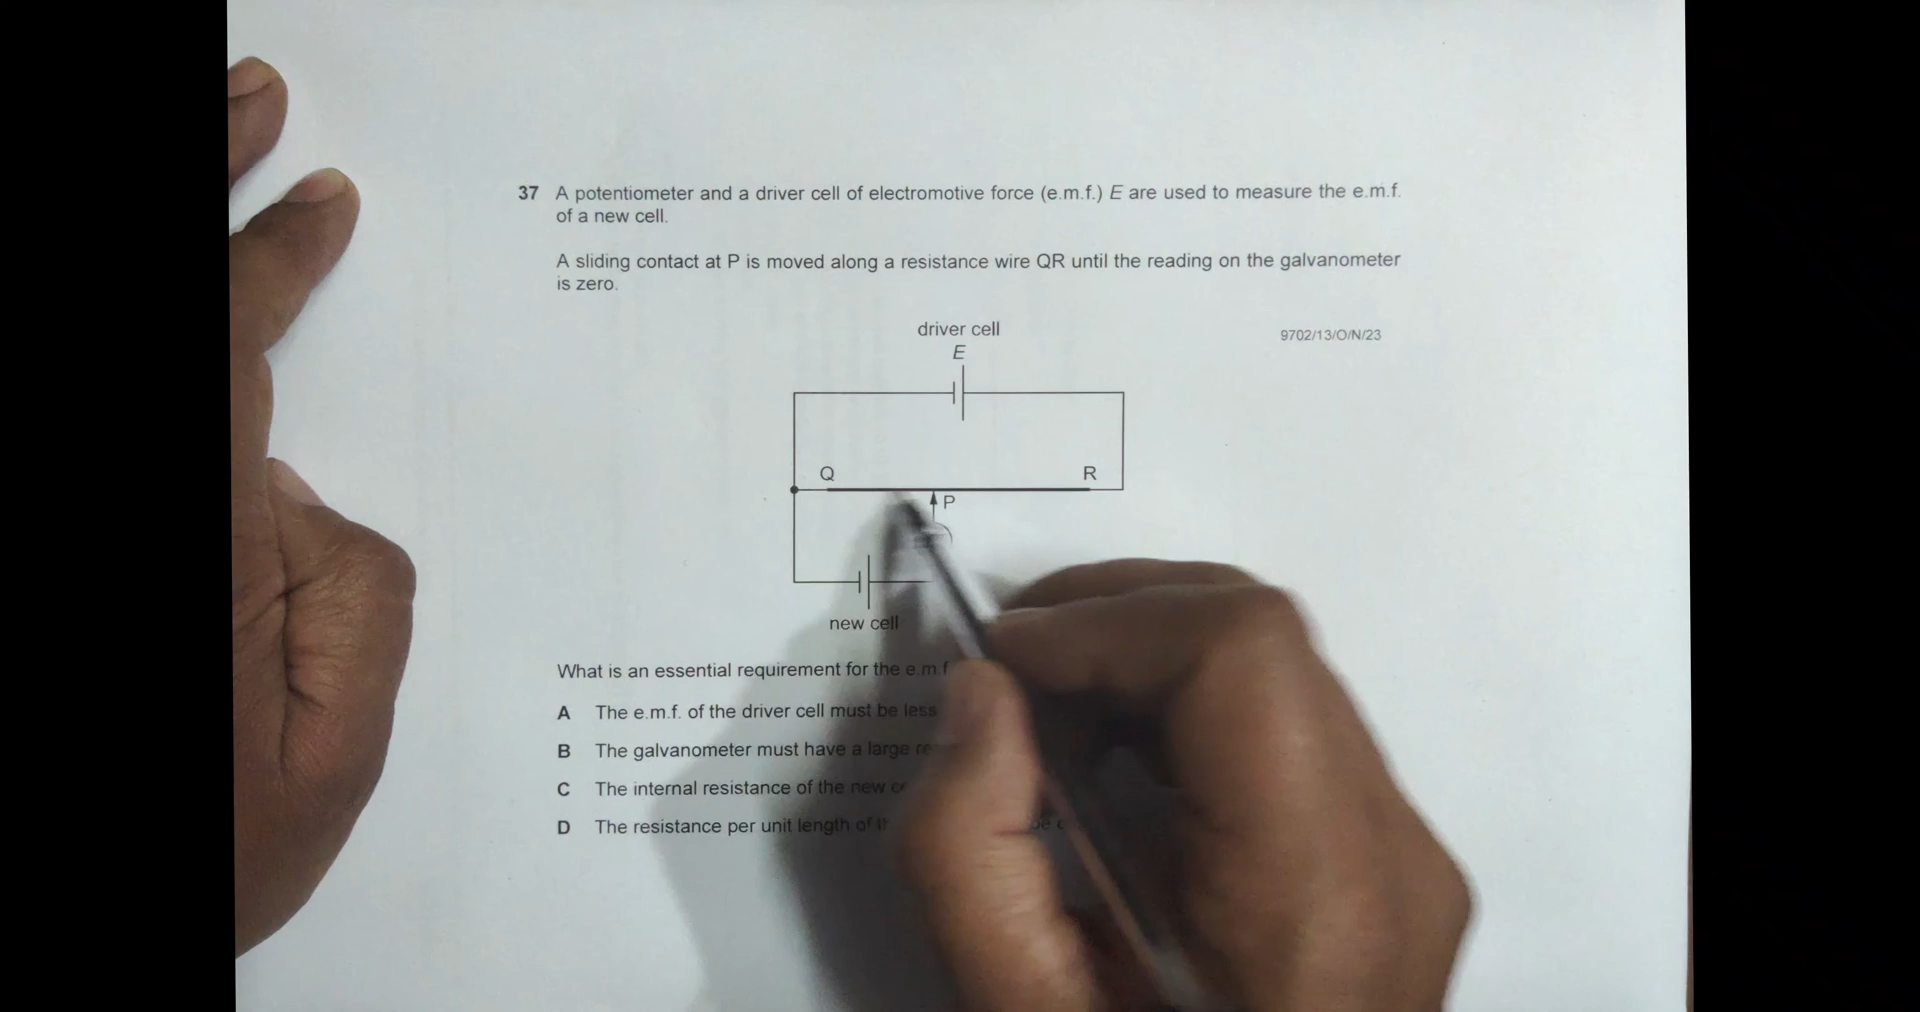 37 A potentiometer and a driver cell of electromotive force (e.m.f.) E are used to measure the e.m.f.
of a new cell.
A sliding contact at P is moved along a resistance wire QR until the reading on the galvanometer
is zero.
driver cell
9702/13/O/N/23
E
Q
R
P
new cell
What is an essential requirement for the e.m.f
A The e.m.f. of the driver cell must be less
B The galvanometer must have a large
C The internal resistance of the new
D The resistance per unit length of be